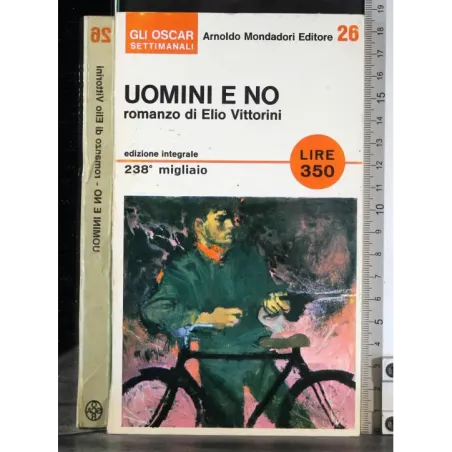 GLI OSCAR
SETTIMANALI
Arnoldo Mondadori Editore 26
UOMINI E NO
romanzo di Elio Vittorini
edizione integrale
238° migliaio
LIRE
350
UOMINI E NO - romanzo di Elio Vittorini
26